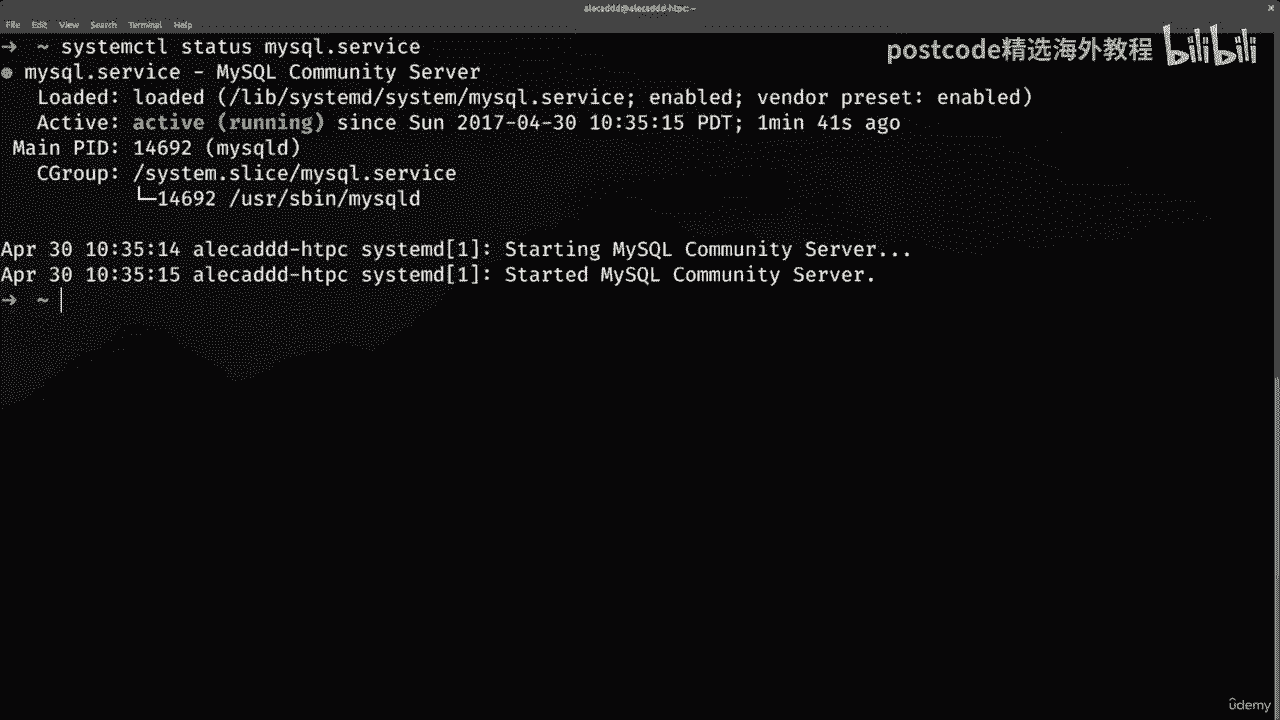 alecaddd@alecaddd-htpc: ~
File Edit View Search Terminal Help
→ ~ systemctl status mysql.service
postcode精选海外教程 bilibili
● mysql.service - MySQL Community Server
Loaded: loaded (/lib/systemd/system/mysql.service; enabled; vendor preset: enabled)
Active: active (running) since Sun 2017-04-30 10:35:15 PDT; 1min 41s ago
Main PID: 14692 (mysqld)
CGroup: /system.slice/mysql.service
└─14692 /usr/sbin/mysqld
Apr 30 10:35:14 alecaddd-htpc systemd[1]: Starting MySQL Community Server...
Apr 30 10:35:15 alecaddd-htpc systemd[1]: Started MySQL Community Server.
→ ~
ûdemy